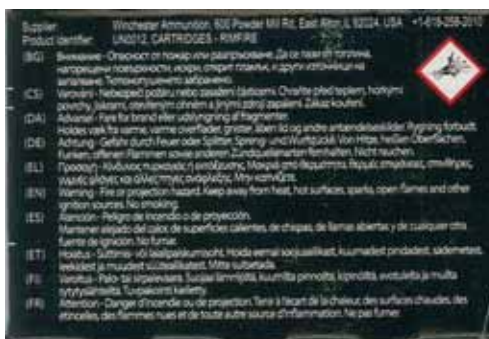 Supplier Winchester Ammunition, 600 Powder Mill Rd, East Alton, IL 62024, USA +1-618-258-2010
Product identifier: UN0012, CARTRIDGES - RIMFIRE
(BG) Внимание - Опасност от пожар или разпръскване. Да се пази от топлина,
нагорещени повърхности, искри, открит пламък, и други източници на
запалване. Тютюнопушенето забранено.
(CS) Varování - Nebezpečí požáru nebo zasažení částicemi. Chraňte před teplem, horkými
povrchy, jiskrami, otevřeným ohněm a jinými zdroji zapálení. Zákaz kouření.
(DA) Advarsel - Fare for brand eller udslyngning af fragmenter.
Holdes væk fra varme, varme overflader, gnister, åben ild og andre antændelseskilder. Rygning forbudt.
(DE) Achtung - Gefahr durch Feuer oder Splitter, Spreng- und Wurfstücke. Von Hitze, heißen Oberflächen,
Funken, offenen Flammen sowie anderen Zündquellenarten fernhalten. Nicht rauchen.
(EL) Προσοχή - Κίνδυνος πυρκαγιάς ή εκτόξευσης. Μακριά από θερμότητα, θερμές επιφάνειες, σπινθήρες,
γυμνές φλόγες και άλλες πηγές ανάφλεξης. Μην καπνίζετε.
(EN) Warning - Fire or projection hazard. Keep away from heat, hot surfaces, sparks, open flames and other
ignition sources. No smoking.
(ES) Atención - Peligro de incendio o de proyección.
Mantener alejado del calor, de superficies calientes, de chispas, de llamas abiertas y de cualquier otra
fuente de ignición. No fumar.
(ET) Hoiatus - Süttimis- või laialipaiskumisoht. Hoida eemal soojusallikast, kuumadest pindadest, sädemetest,
leekidest ja muudest süüteallikatest. Mitte suitsetada.
(FI) Varoitus - Palo- tai sirpalevaara. Suojaa lämmöltä, kuumilta pinnoilta, kipinöiltä, avotulelta ja muilta
sytytyslähteiltä. Tupakointi kielletty.
(FR) Attention - Danger d'incendie ou de projection. Tenir à l'écart de la chaleur, des surfaces chaudes, des
étincelles, des flammes nues et de toute autre source d'inflammation. Ne pas fumer.